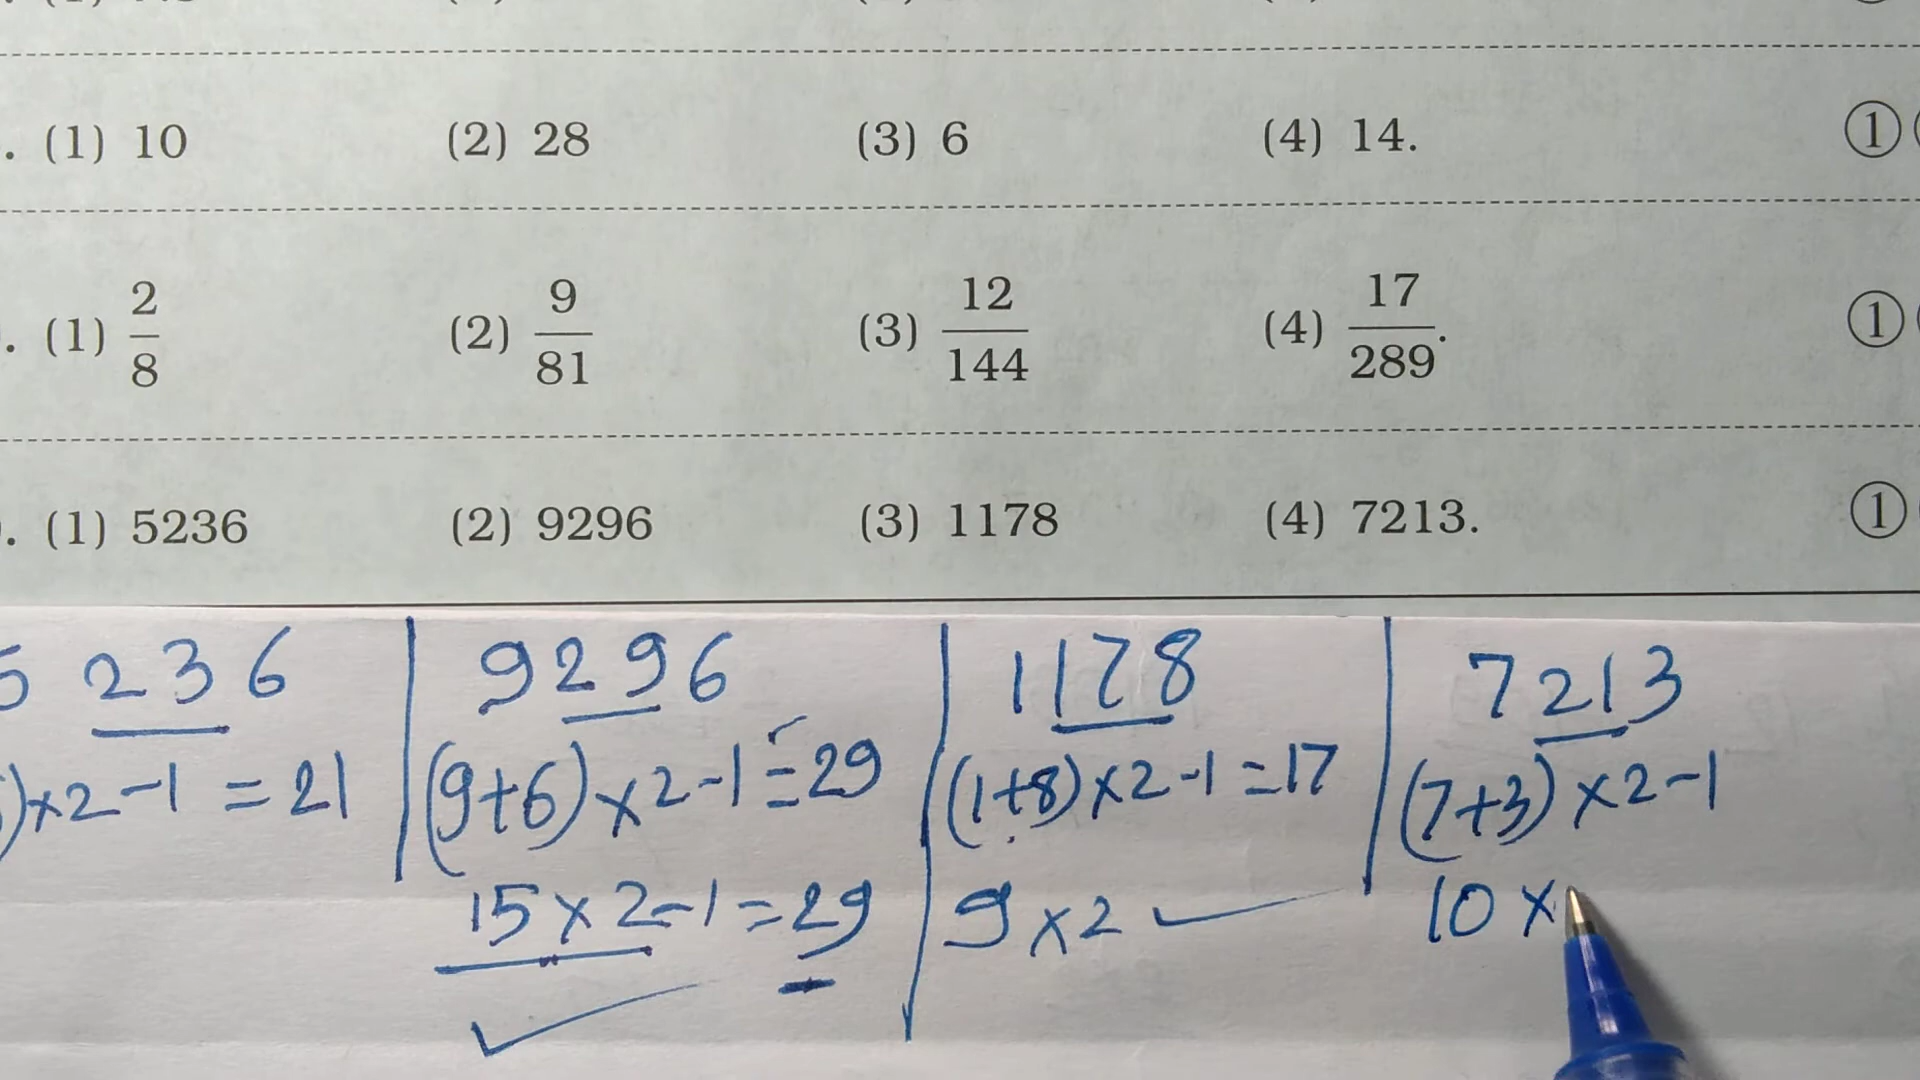 . (1) 10 (2) 28 (3) 6 (4) 14. ①
. (1) 2/8 (2) 9/81 (3) 12/144 (4) 17/289. ①
. (1) 5236 (2) 9296 (3) 1178 (4) 7213. ①
5236 9296 1178 7213
)×2-1=21 (9+6)×2-1=29 (1+8)×2-1=17 (7+3)×2-1
15×2-1=29 9×2 10×